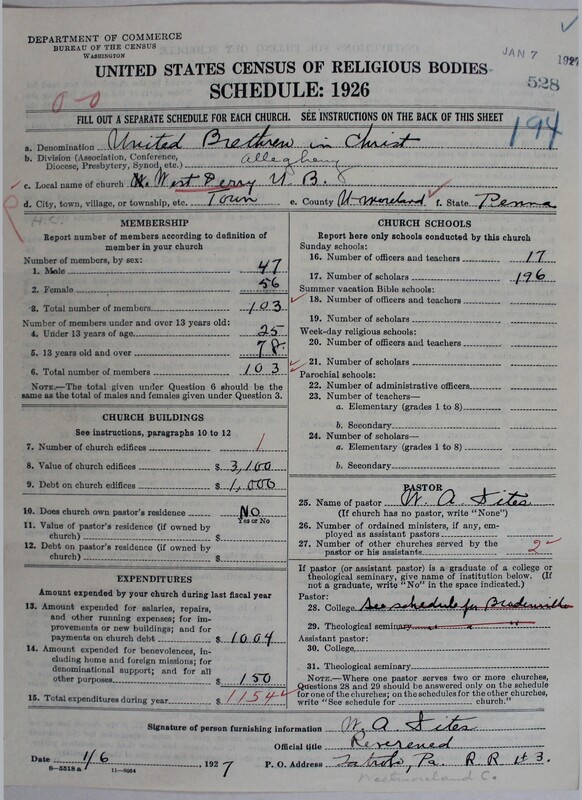 DEPARTMENT OF COMMERCE
BUREAU OF THE CENSUS
WASHINGTON
JAN 7 1927
528
UNITED STATES CENSUS OF RELIGIOUS BODIES
SCHEDULE: 1926
0-0
FILL OUT A SEPARATE SCHEDULE FOR EACH CHURCH. SEE INSTRUCTIONS ON THE BACK OF THIS SHEET
194
a. Denomination United Brethren in Christ
b. Division (Association, Conference, Diocese, Presbytery, Synod, etc.) Allegheny
c. Local name of church West Derry U. B.
d. City, town, village, or township, etc. Town e. County W-moreland f. State Penna
H.C.
MEMBERSHIP
Report number of members according to definition of member in your church
Number of members, by sex:
1. Male 47
2. Female 56
3. Total number of members 103
Number of members under and over 13 years old:
4. Under 13 years of age 25
5. 13 years old and over 78
6. Total number of members 103
NOTE.—The total given under Question 6 should be the same as the total of males and females given under Question 3.
CHURCH BUILDINGS
See instructions, paragraphs 10 to 12
7. Number of church edifices 1
8. Value of church edifices $ 3,100
9. Debt on church edifices $ 1,000
10. Does church own pastor's residence? No
Yes or No
11. Value of pastor's residence (if owned by church) $
12. Debt on pastor's residence (if owned by church) $
EXPENDITURES
Amount expended by your church during last fiscal year
13. Amount expended for salaries, repairs, and other running expenses; for improvements or new buildings; and for payments on church debt $ 1004
14. Amount expended for benevolences, including home and foreign missions; for denominational support; and for all other purposes $ 150
15. Total expenditures during year $ 1154
CHURCH SCHOOLS
Report here only schools conducted by this church
Sunday schools:
16. Number of officers and teachers 17
17. Number of scholars 196
Summer vacation Bible schools:
18. Number of officers and teachers
19. Number of scholars
Week-day religious schools:
20. Number of officers and teachers
21. Number of scholars
Parochial schools:
22. Number of administrative officers
23. Number of teachers—
a. Elementary (grades 1 to 8)
b. Secondary
24. Number of scholars—
a. Elementary (grades 1 to 8)
b. Secondary
PASTOR
25. Name of pastor W. A. Sites
(If church has no pastor, write "None")
26. Number of ordained ministers, if any, employed as assistant pastors
27. Number of other churches served by the pastor or his assistants 2
If pastor (or assistant pastor) is a graduate of a college or theological seminary, give name of institution below. (If not a graduate, write "No" in the space indicated.)
Pastor:
28. College See schedule for Bradenville
29. Theological seminary " " "
Assistant pastor:
30. College
31. Theological seminary
NOTE.—Where one pastor serves two or more churches, Questions 28 and 29 should be answered only on the schedule for one of the churches; on the schedules for the other churches, write "See schedule for ............ church."
Signature of person furnishing information W. A. Sites
Official title Reverened
Date 1/6, 1927 P. O. Address Latrobe, Pa. R R # 3.
8-5518a 11-8054
Westmoreland Co.